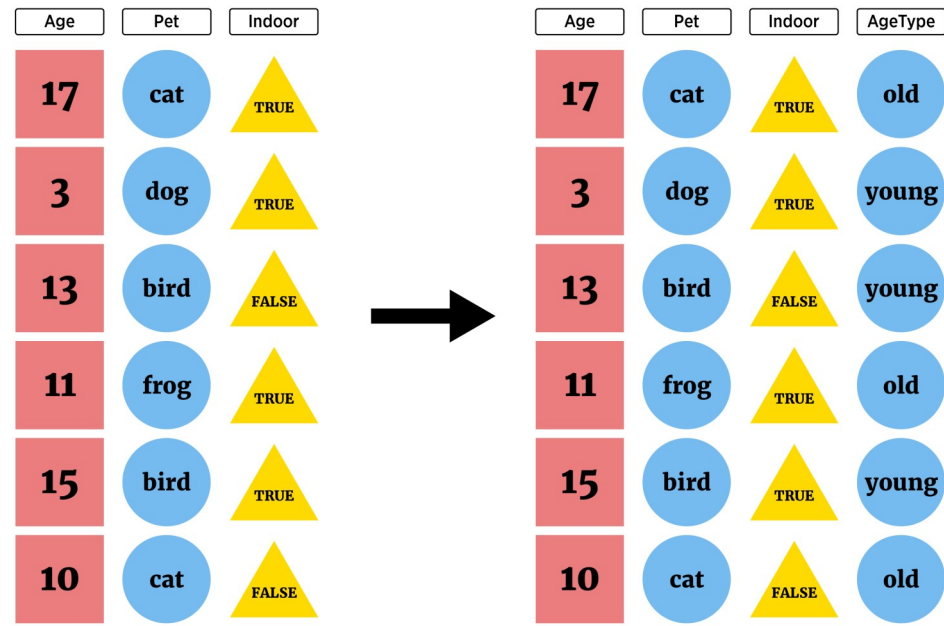 Age Pet Indoor Age Pet Indoor AgeType
17 cat TRUE 17 cat TRUE old
3 dog TRUE 3 dog TRUE young
13 bird FALSE 13 bird FALSE young
11 frog TRUE 11 frog TRUE old
15 bird TRUE 15 bird TRUE young
10 cat FALSE 10 cat FALSE old